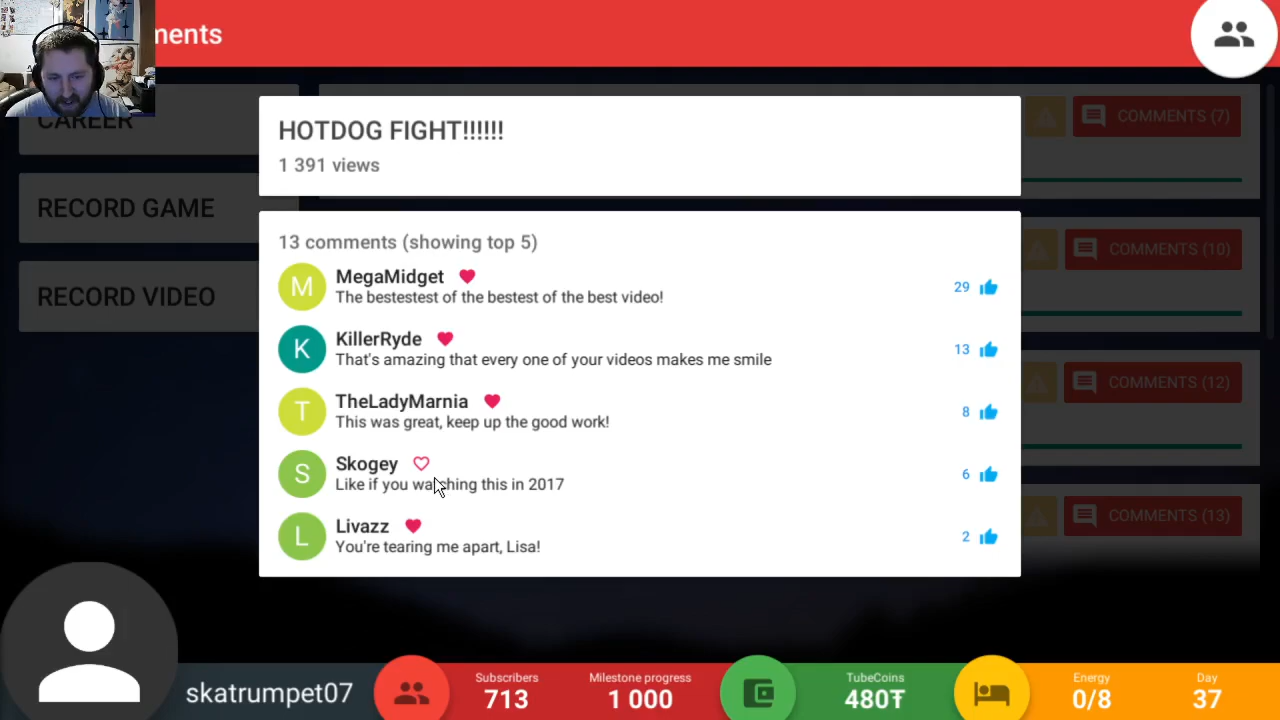 ments
CAREER
RECORD GAME
RECORD VIDEO
COMMENTS (7)
COMMENTS (10)
COMMENTS (12)
COMMENTS (13)
HOTDOG FIGHT!!!!!!
1 391 views
13 comments (showing top 5)
M
MegaMidget
The bestestest of the bestest of the best video!
29
K
KillerRyde
That's amazing that every one of your videos makes me smile
13
T
TheLadyMarnia
This was great, keep up the good work!
8
S
Skogey
Like if you watching this in 2017
6
L
Livazz
You're tearing me apart, Lisa!
2
skatrumpet07
Subscribers
713
Milestone progress
1 000
TubeCoins
480Ŧ
Energy
0/8
Day
37